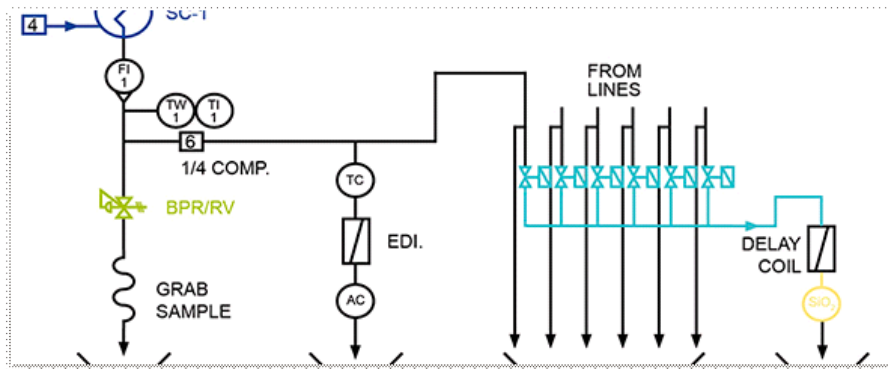 SC-1
4
FI
1
TW
1
TI
1
6
1/4 COMP.
FROM
LINES
TC
BPR/RV
EDI.
DELAY
COIL
GRAB
SAMPLE
AC
SiO2